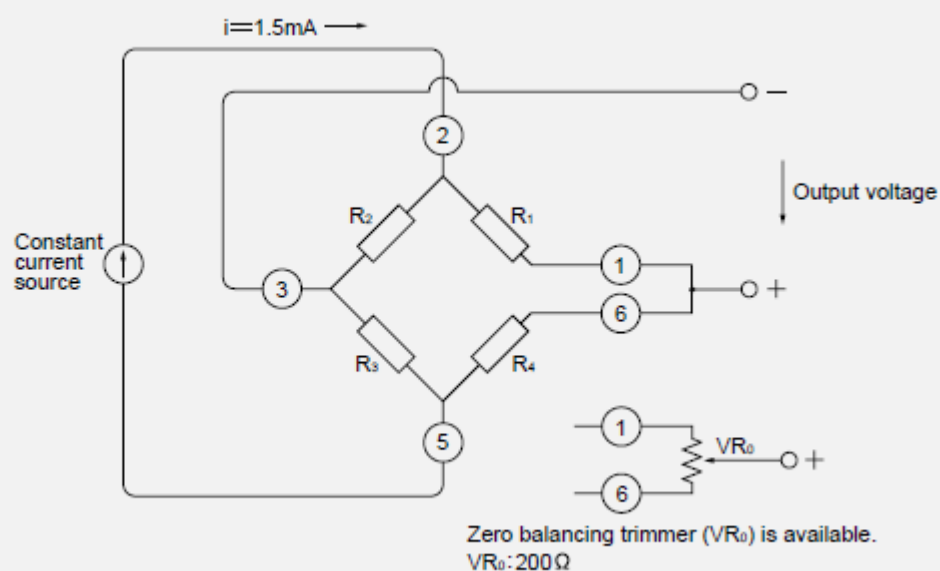 i=1.5mA
−
2
Output voltage
R₂
R₁
Constant
current
source
1
3
+
6
R₃
R₄
5
1
VR₀
+
6
Zero balancing trimmer (VR₀) is available.
VR₀:200Ω